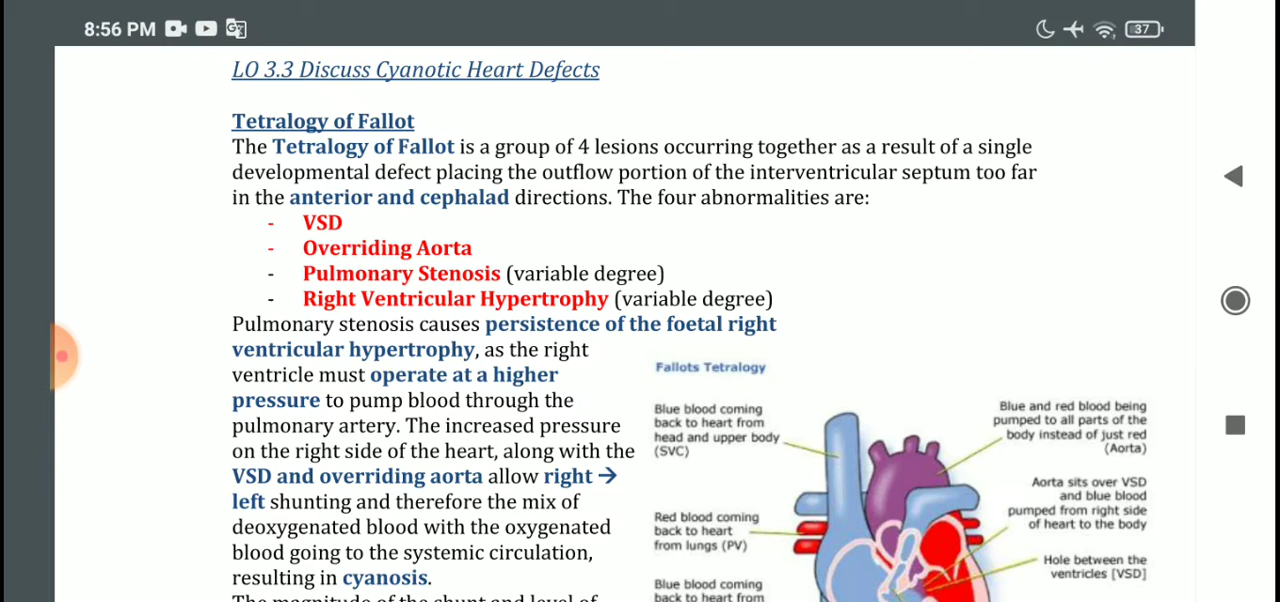 8:56 PM
37
LO 3.3 Discuss Cyanotic Heart Defects
Tetralogy of Fallot
The Tetralogy of Fallot is a group of 4 lesions occurring together as a result of a single
developmental defect placing the outflow portion of the interventricular septum too far
in the anterior and cephalad directions. The four abnormalities are:
- VSD
- Overriding Aorta
- Pulmonary Stenosis (variable degree)
- Right Ventricular Hypertrophy (variable degree)
Pulmonary stenosis causes persistence of the foetal right
ventricular hypertrophy, as the right
ventricle must operate at a higher
pressure to pump blood through the
pulmonary artery. The increased pressure
on the right side of the heart, along with the
VSD and overriding aorta allow right →
left shunting and therefore the mix of
deoxygenated blood with the oxygenated
blood going to the systemic circulation,
resulting in cyanosis.
The magnitude of the shunt and level of
Fallots Tetralogy
Blue blood coming
back to heart from
head and upper body
(SVC)
Red blood coming
back to heart
from lungs (PV)
Blue blood coming
back to heart from
Blue and red blood being
pumped to all parts of the
body instead of just red
(Aorta)
Aorta sits over VSD
and blue blood
pumped from right side
of heart to the body
Hole between the
ventricles [VSD]